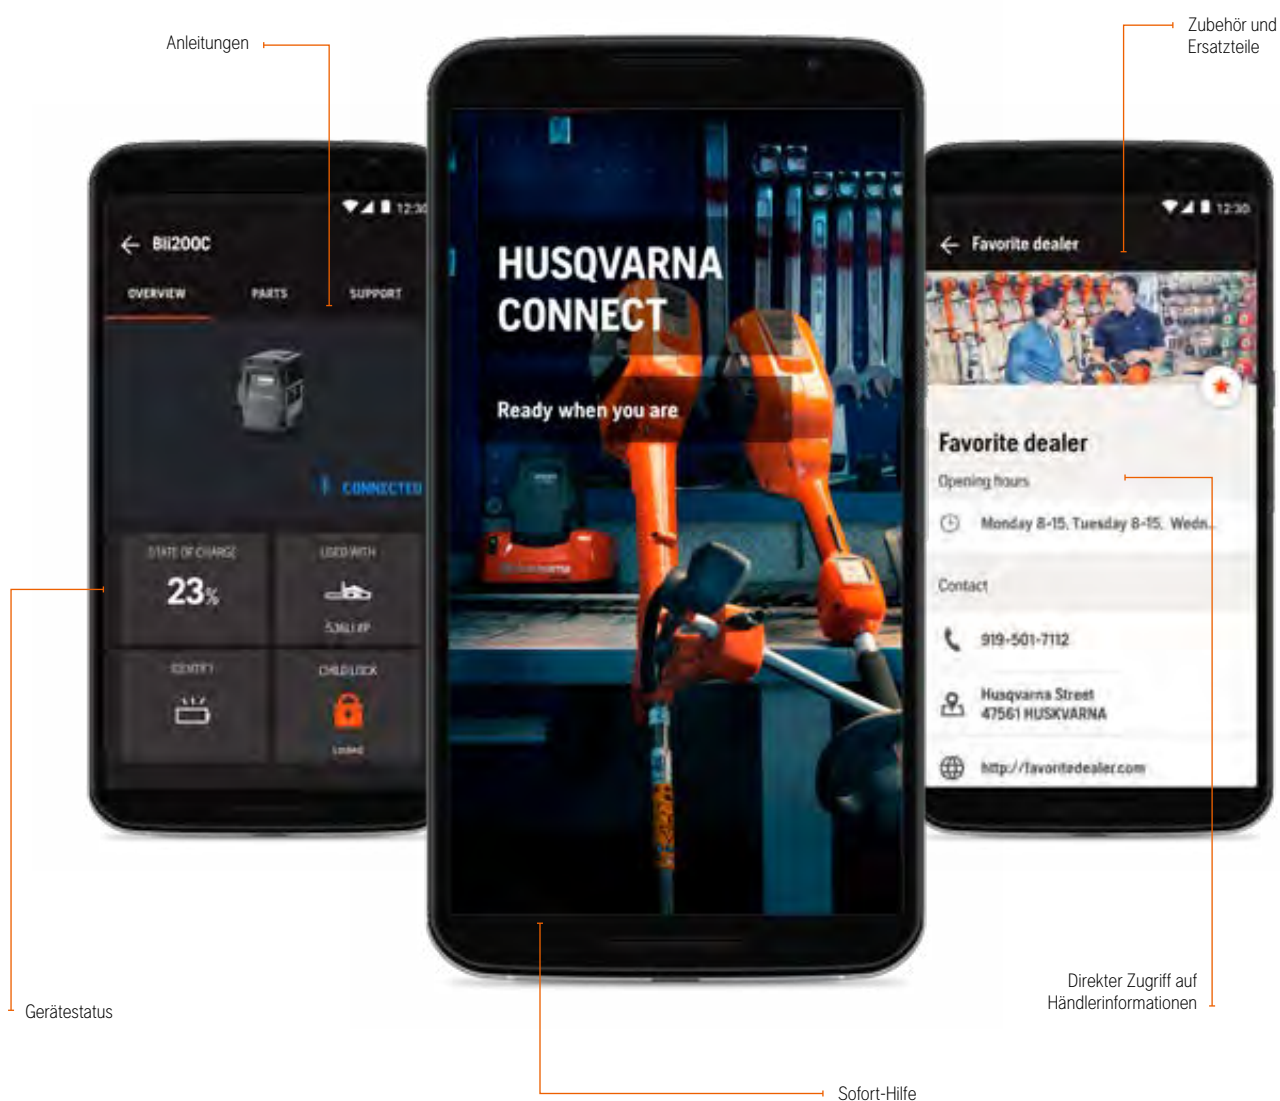 Anleitungen
Zubehör und
Ersatzteile
12:30
Bli200C
OVERVIEW PARTS SUPPORT
CONNECTED
STATE OF CHARGE
23%
USED WITH
IDENTIFY
CHILD LOCK
Locked
HUSQVARNA
CONNECT
Ready when you are
12:30
Favorite dealer
Favorite dealer
Opening hours
Monday 8-15, Tuesday 8-15, Wedn..
Contact
919-501-7112
Husqvarna Street
47561 HUSKVARNA
http://favoritedealer.com
Gerätestatus
Direkter Zugriff auf
Händlerinformationen
Sofort-Hilfe